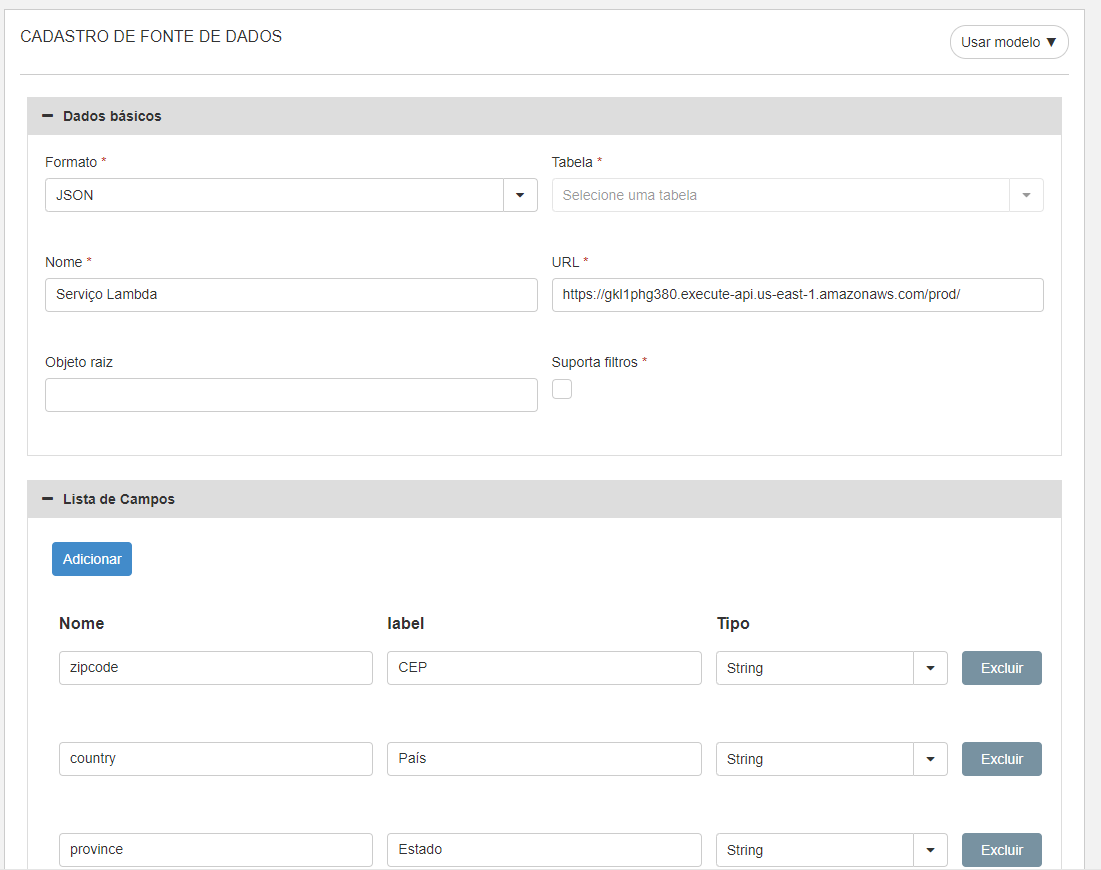 CADASTRO DE FONTE DE DADOS
Usar modelo ▼
Dados básicos
Formato *
Tabela *
JSON
Selecione uma tabela
Nome *
URL *
Serviço Lambda
https://gkl1phg380.execute-api.us-east-1.amazonaws.com/prod/
Objeto raiz
Suporta filtros *
Lista de Campos
Adicionar
Nome label Tipo
zipcode CEP String Excluir
country País String Excluir
province Estado String Excluir